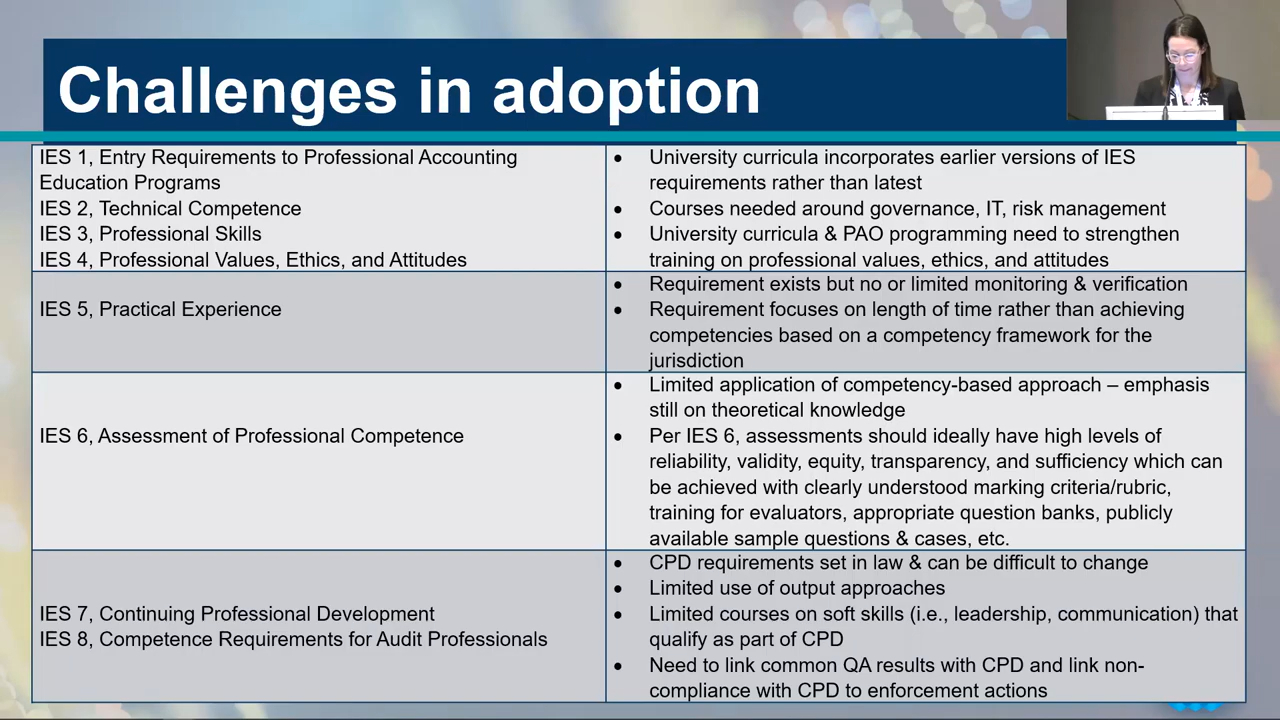 Challenges in adoption
IES 1, Entry Requirements to Professional Accounting
Education Programs
IES 2, Technical Competence
IES 3, Professional Skills
IES 4, Professional Values, Ethics, and Attitudes
• University curricula incorporates earlier versions of IES
requirements rather than latest
• Courses needed around governance, IT, risk management
• University curricula & PAO programming need to strengthen
training on professional values, ethics, and attitudes
IES 5, Practical Experience
• Requirement exists but no or limited monitoring & verification
• Requirement focuses on length of time rather than achieving
competencies based on a competency framework for the
jurisdiction
IES 6, Assessment of Professional Competence
• Limited application of competency-based approach – emphasis
still on theoretical knowledge
• Per IES 6, assessments should ideally have high levels of
reliability, validity, equity, transparency, and sufficiency which can
be achieved with clearly understood marking criteria/rubric,
training for evaluators, appropriate question banks, publicly
available sample questions & cases, etc.
IES 7, Continuing Professional Development
IES 8, Competence Requirements for Audit Professionals
• CPD requirements set in law & can be difficult to change
• Limited use of output approaches
• Limited courses on soft skills (i.e., leadership, communication) that
qualify as part of CPD
• Need to link common QA results with CPD and link non-
compliance with CPD to enforcement actions